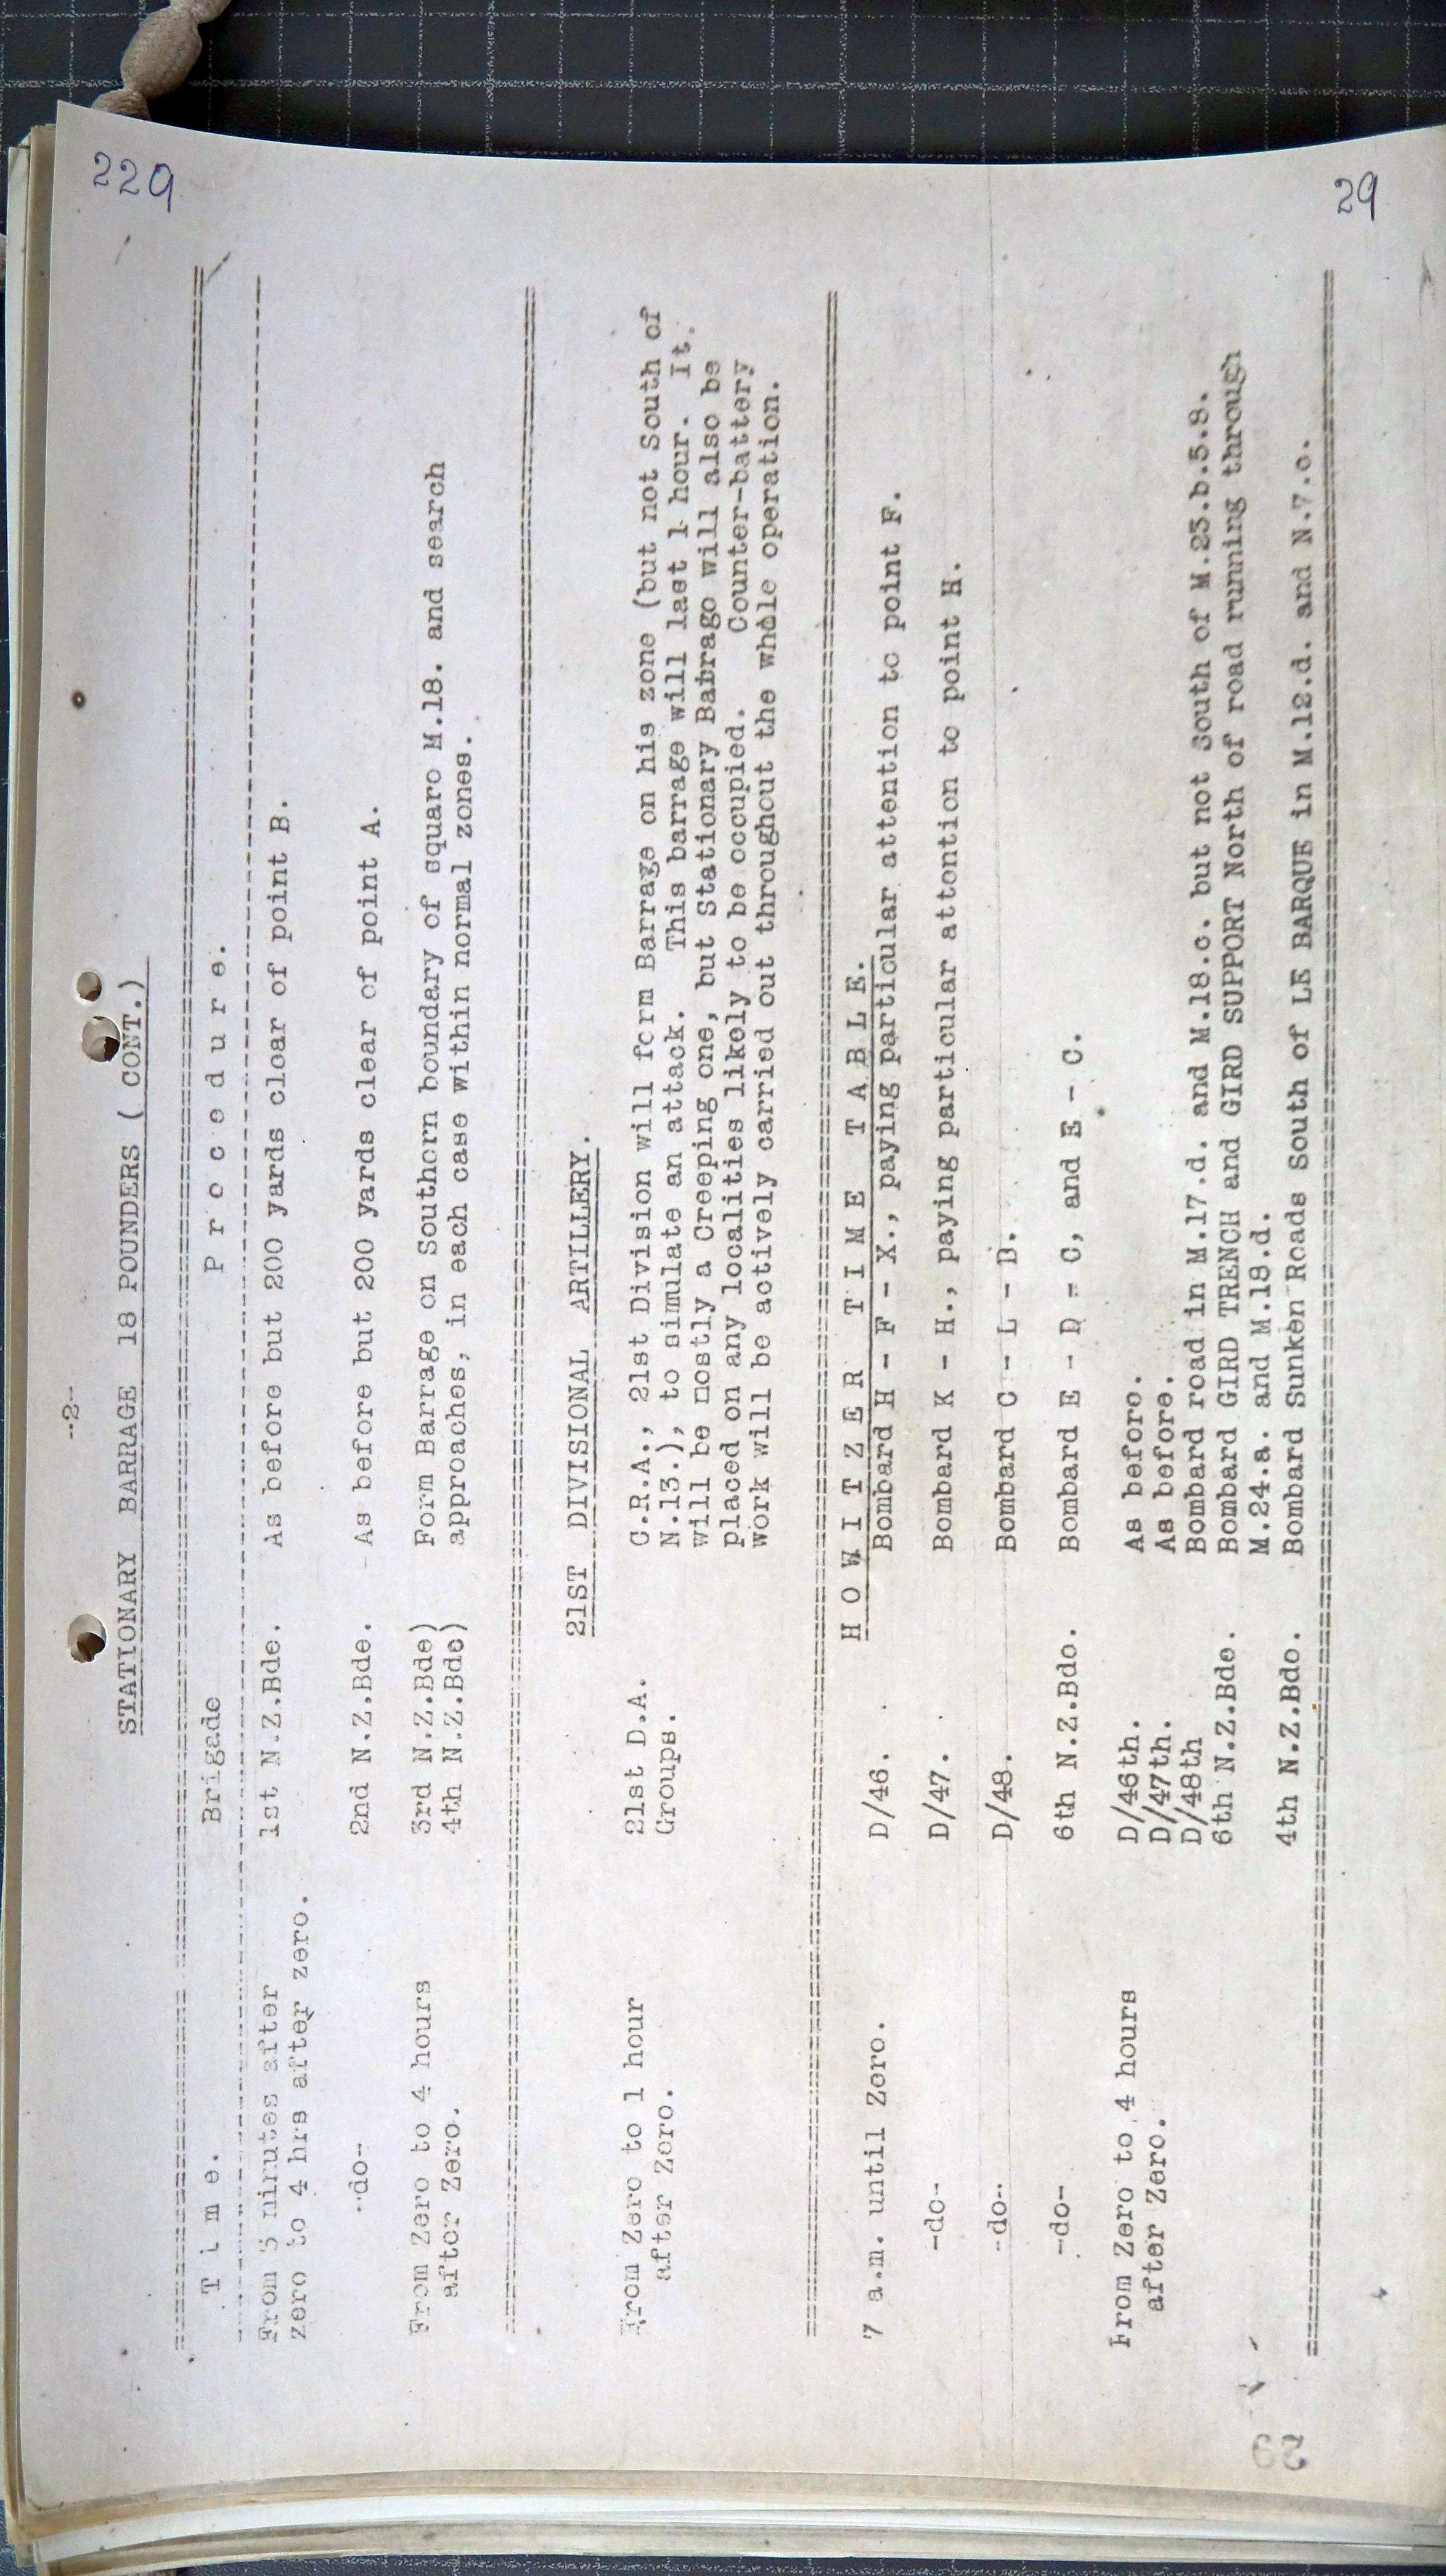 229
--2--
STATIONARY BARRAGE 18 POUNDERS ( CONT.)
T i m e. Brigade P r o c e d u r e.
From 3 minutes after 1st N.Z.Bde. As before but 200 yards clear of point B.
zero to 4 hrs after zero.
--do-- 2nd N.Z.Bde. As before but 200 yards clear of point A.
From Zero to 4 hours 3rd N.Z.Bde) Form Barrage on Southern boundary of square M.18. and search
after Zero. 4th N.Z.Bde) approaches, in each case within normal zones.
21ST DIVISIONAL ARTILLERY.
From Zero to 1 hour 21st D.A. C.R.A., 21st Division will form Barrage on his zone (but not South of
after Zero. Groups. N.13.), to simulate an attack. This barrage will last 1 hour. It
will be mostly a Creeping one, but Stationary Babrage will also be
placed on any localities likely to be occupied. Counter-battery
work will be actively carried out throughout the whole operation.
H O W I T Z E R T I M E T A B L E.
7 a.m. until Zero. D/46. Bombard H - F - X., paying particular attention to point F.
-do- D/47. Bombard K - H., paying particular attention to point H.
-do- D/48. Bombard C - L - D.
-do- 6th N.Z.Bde. Bombard E - D - C, and E - C.
From Zero to 4 hours D/46th. As before.
after Zero. D/47th. As before.
D/48th Bombard road in M.17.d. and M.18.c. but not South of M.23.b.5.8.
6th N.Z.Bde. Bombard GIRD TRENCH and GIRD SUPPORT North of road running through
M.24.a. and M.18.d.
4th N.Z.Bde. Bombard Sunken Roads South of LE BARQUE in M.12.d. and N.7.c.
29